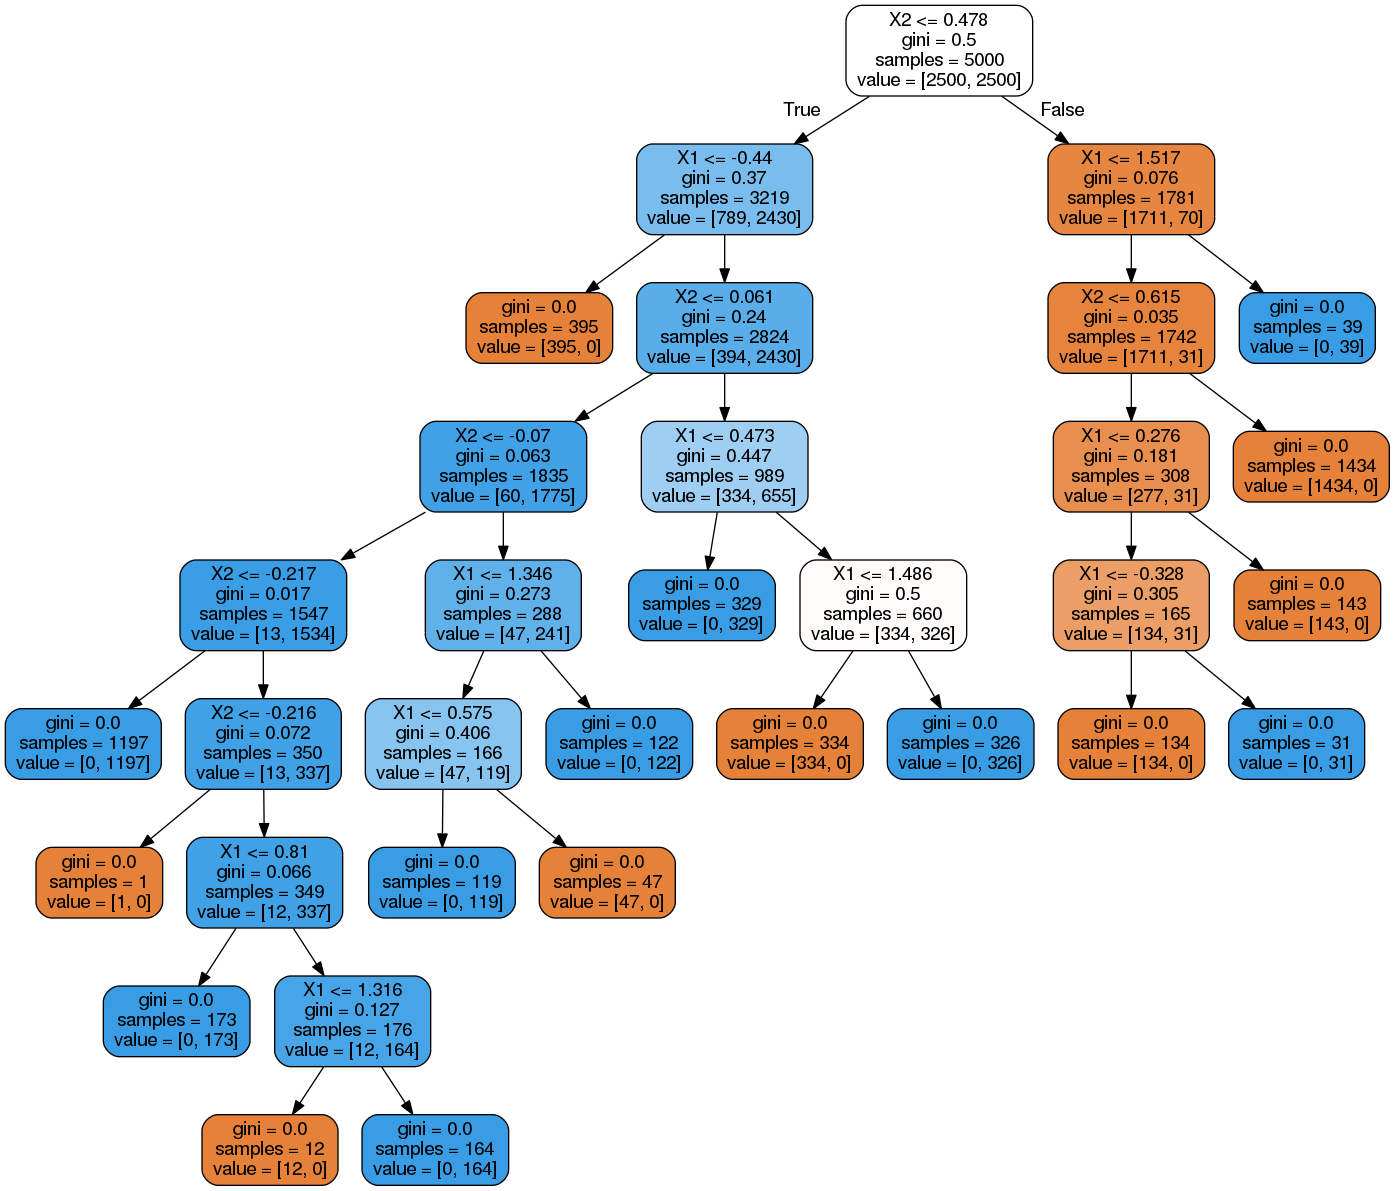 X2 <= 0.478
gini = 0.5
samples = 5000
value = [2500, 2500]
True
False
X1 <= -0.44
gini = 0.37
samples = 3219
value = [789, 2430]
X1 <= 1.517
gini = 0.076
samples = 1781
value = [1711, 70]
gini = 0.0
samples = 395
value = [395, 0]
X2 <= 0.061
gini = 0.24
samples = 2824
value = [394, 2430]
X2 <= 0.615
gini = 0.035
samples = 1742
value = [1711, 31]
gini = 0.0
samples = 39
value = [0, 39]
X2 <= -0.07
gini = 0.063
samples = 1835
value = [60, 1775]
X1 <= 0.473
gini = 0.447
samples = 989
value = [334, 655]
X1 <= 0.276
gini = 0.181
samples = 308
value = [277, 31]
gini = 0.0
samples = 1434
value = [1434, 0]
X2 <= -0.217
gini = 0.017
samples = 1547
value = [13, 1534]
X1 <= 1.346
gini = 0.273
samples = 288
value = [47, 241]
gini = 0.0
samples = 329
value = [0, 329]
X1 <= 1.486
gini = 0.5
samples = 660
value = [334, 326]
X1 <= -0.328
gini = 0.305
samples = 165
value = [134, 31]
gini = 0.0
samples = 143
value = [143, 0]
gini = 0.0
samples = 1197
value = [0, 1197]
X2 <= -0.216
gini = 0.072
samples = 350
value = [13, 337]
X1 <= 0.575
gini = 0.406
samples = 166
value = [47, 119]
gini = 0.0
samples = 122
value = [0, 122]
gini = 0.0
samples = 334
value = [334, 0]
gini = 0.0
samples = 326
value = [0, 326]
gini = 0.0
samples = 134
value = [134, 0]
gini = 0.0
samples = 31
value = [0, 31]
gini = 0.0
samples = 1
value = [1, 0]
X1 <= 0.81
gini = 0.066
samples = 349
value = [12, 337]
gini = 0.0
samples = 119
value = [0, 119]
gini = 0.0
samples = 47
value = [47, 0]
gini = 0.0
samples = 173
value = [0, 173]
X1 <= 1.316
gini = 0.127
samples = 176
value = [12, 164]
gini = 0.0
samples = 12
value = [12, 0]
gini = 0.0
samples = 164
value = [0, 164]